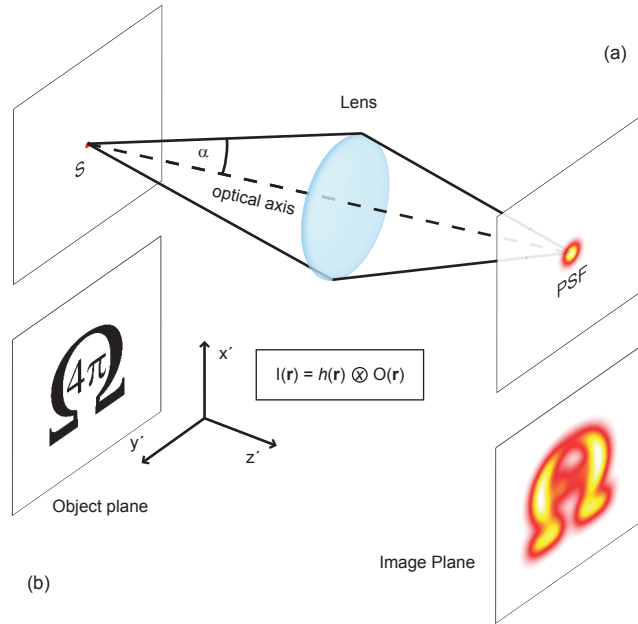 (a)
Lens
α
S
optical axis
PSF
4π
Ω
x´
I(r) = h(r) ⊗ O(r)
y´
z´
Object plane
Image Plane
(b)